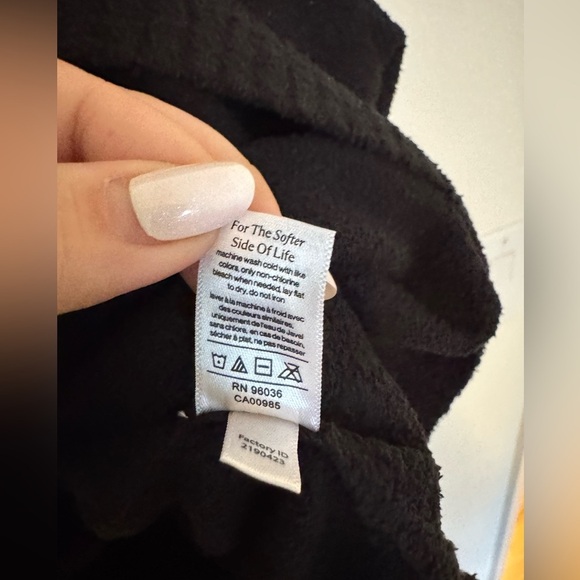 For The Softer
Side Of Life
machine wash cold with like
colors, only non-chlorine
bleach when needed, lay flat
to dry, do not iron
laver à la machine à froid avec
des couleurs similaires,
uniquement de l'eau de Javel
sans chlore, en cas de besoin,
sécher à plat, ne pas repasser
RN 98036
CA00985
Factory ID
2190423